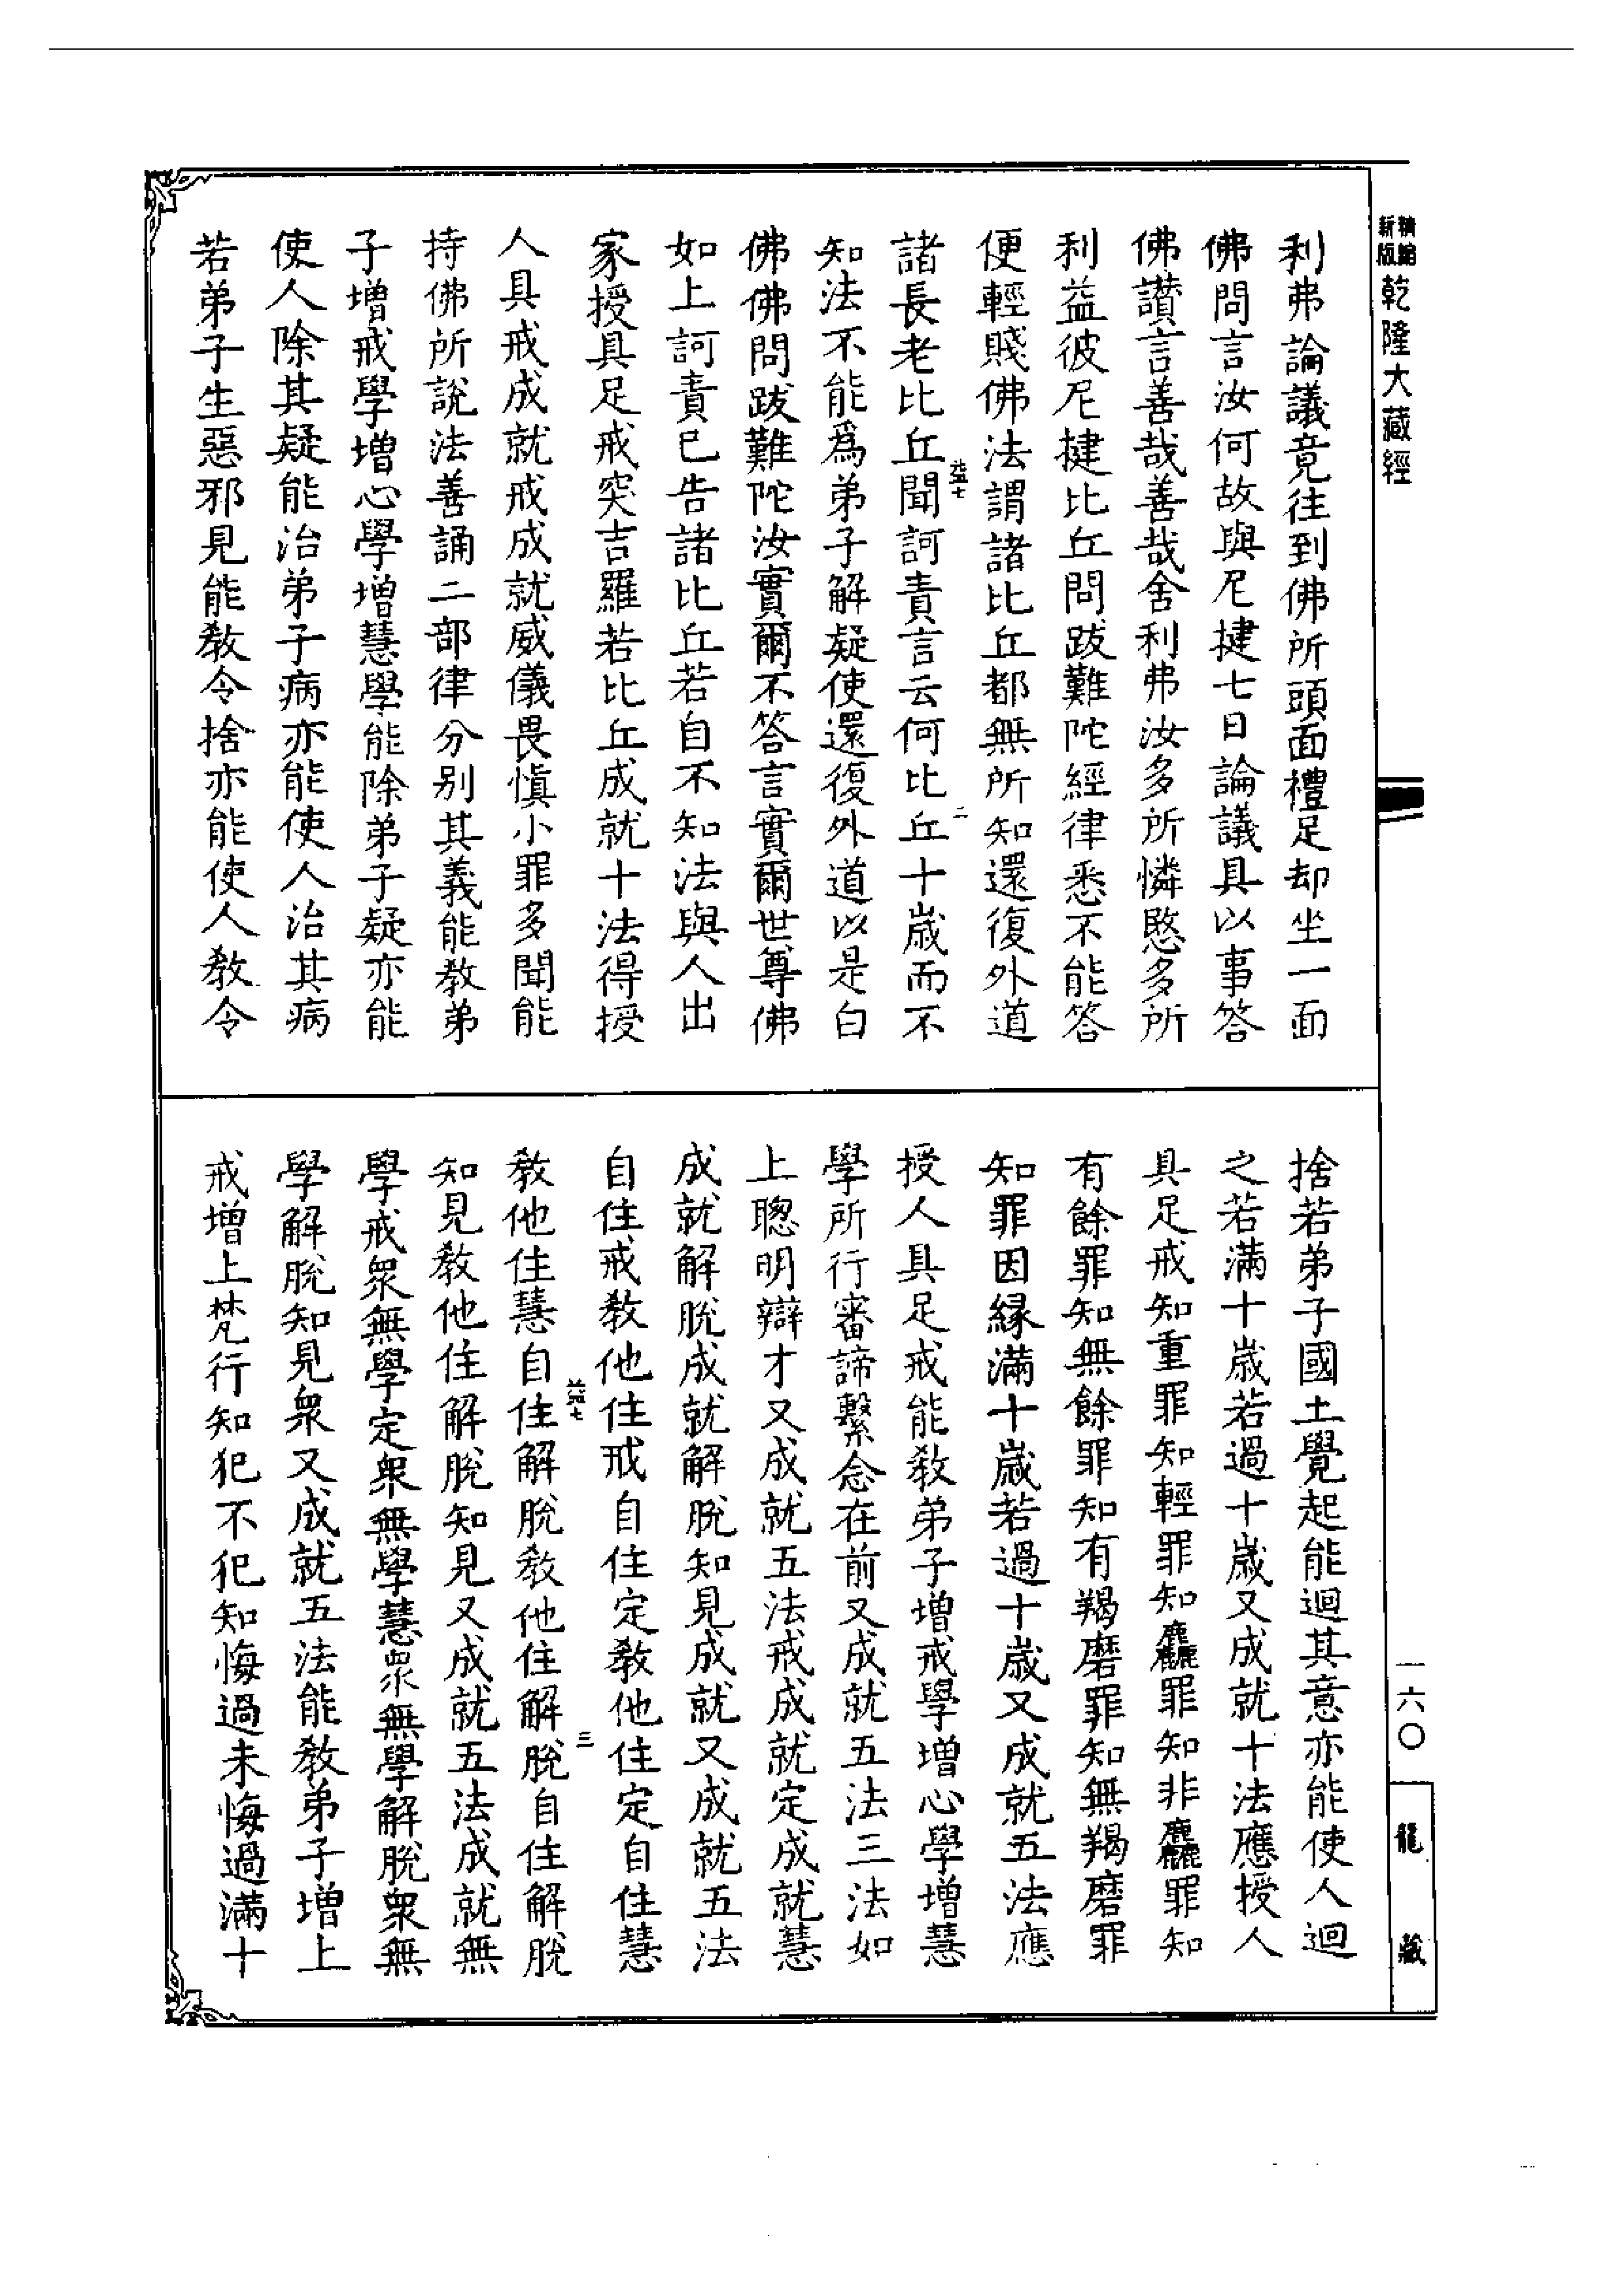 新編縮版乾隆大藏經
利弗論議竟往到佛所頭面禮足却坐一面
佛問言汝何故與尼揵七日論議具以事答
佛讚言善哉善哉舍利弗汝多所憐愍多所
利益彼尼揵比丘問跋難陀經律悉不能答
便輕賤佛法謂諸比丘都無所知還復外道
益七
二
諸長老比丘聞訶責言云何比丘十歲而不
知法不能爲弟子解疑使還復外道以是白
佛佛問跋難陀汝實爾不答言實爾世尊佛
如上訶責已告諸比丘若自不知法與人出
家授具足戒突吉羅若比丘成就十法得授
人具戒成就戒成就威儀畏愼小罪多聞能
持佛所說法善誦二部律分別其義能教弟
子增戒學增心學增慧學能除弟子疑亦能
使人除其疑能治弟子病亦能使人治其病
若弟子生惡邪見能教令捨亦能使人教令
捨若弟子國土覺起能迴其意亦能使人迴
之若滿十歲若過十歲又成就十法應授人
具足戒知重罪知輕罪知麤罪知非麤罪知
有餘罪知無餘罪知有羯磨罪知無羯磨罪
知罪因緣滿十歲若過十歲又成就五法應
授人具足戒能教弟子增戒學增心學增慧
學所行審諦繫念在前又成就五法三法如
上聰明辯才又成就五法戒成就定成就慧
成就解脫成就解脫知見成就又成就五法
自住戒教他住戒自住定教他住定自住慧
益七
三
教他住慧自住解脫教他住解脫自住解脫
知見教他住解脫知見又成就五法成就無
學戒衆無學定衆無學慧衆無學解脫衆無
學解脫知見衆又成就五法能教弟子增上
戒增上梵行知犯不犯知悔過未悔過滿十
一六〇
龍藏